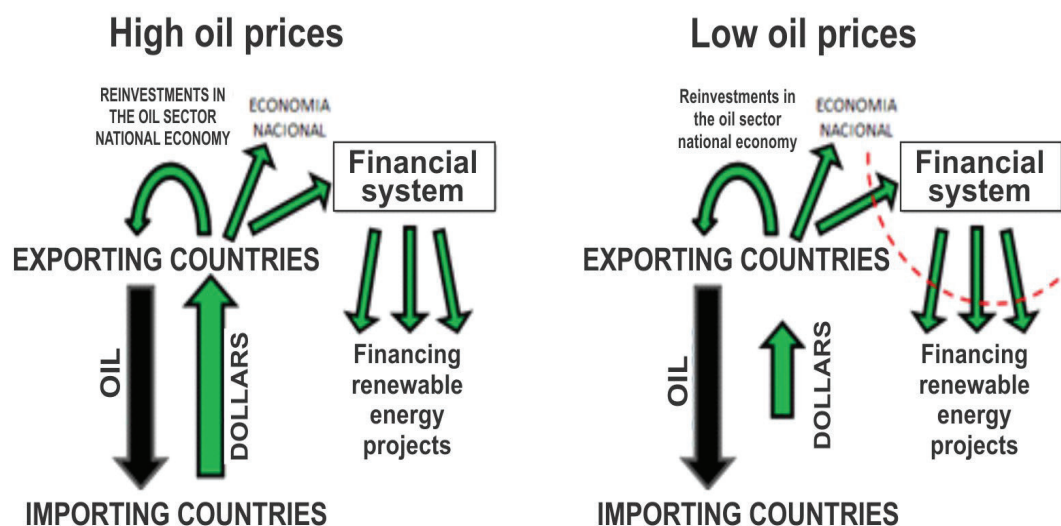 High oil prices
REINVESTMENTS IN
THE OIL SECTOR
NATIONAL ECONOMY
ECONOMIA
NACIONAL
Financial
system
EXPORTING COUNTRIES
OIL
DOLLARS
Financing
renewable
energy
projects
IMPORTING COUNTRIES
Low oil prices
Reinvestments in
the oil sector
national economy
ECONOMIA
NACIONAL
Financial
system
EXPORTING COUNTRIES
OIL
DOLLARS
Financing
renewable
energy
projects
IMPORTING COUNTRIES